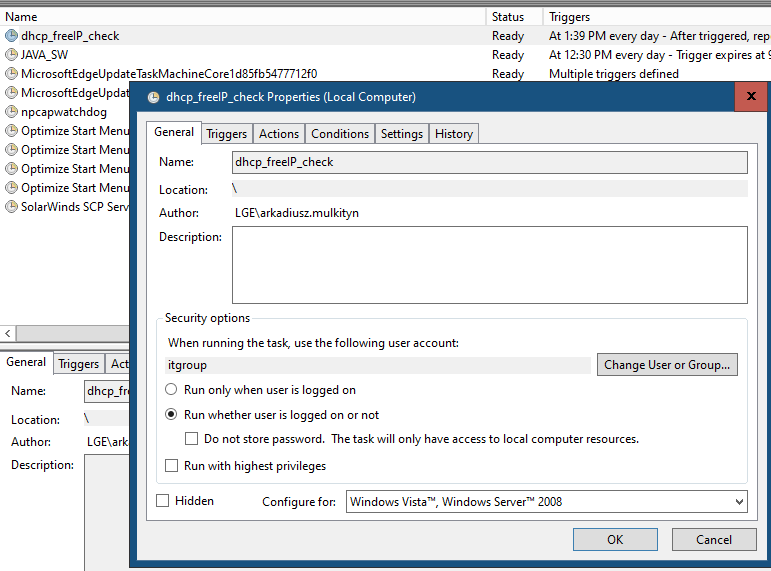 Name Status Triggers
dhcp_freeIP_check Ready At 1:39 PM every day - After triggered, rep
JAVA_SW Ready At 12:30 PM every day - Trigger expires at 9
MicrosoftEdgeUpdateTaskMachineCore1d85fb5477712f0 Ready Multiple triggers defined
MicrosoftEdgeUpdat
npcapwatchdog
Optimize Start Menu
Optimize Start Menu
Optimize Start Menu
Optimize Start Menu
SolarWinds SCP Serv
General Triggers Act
Name: dhcp_fre
Location: \
Author: LGE\ark
Description:
dhcp_freeIP_check Properties (Local Computer)
General Triggers Actions Conditions Settings History
Name: dhcp_freeIP_check
Location: \
Author: LGE\arkadiusz.mulkityn
Description:
Security options
When running the task, use the following user account:
itgroup Change User or Group...
Run only when user is logged on
Run whether user is logged on or not
Do not store password. The task will only have access to local computer resources.
Run with highest privileges
Hidden Configure for: Windows Vista™, Windows Server™ 2008
OK Cancel